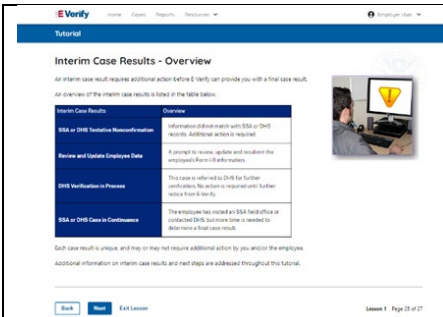 E-Verify Home Cases Reports Resources Employer User
Tutorial
Interim Case Results - Overview
An interim case result requires additional action before E-Verify can provide you with a final case result.
An overview of the interim case results is listed in the table below.
Interim Case Results Overview
SSA or DHS Tentative Nonconfirmation
Information did not match with SSA or DHS
records. Additional action is required.
Review and Update Employee Data
A prompt to review, update and resubmit the
employee's Form I-9 information.
DHS Verification in Process
This case is referred to DHS for further
verification. No action is required until further
notice from E-Verify.
SSA or DHS Case in Continuance
The employee has visited an SSA field office or
contacted DHS, but more time is needed to
determine a final case result.
Each case result is unique, and may or may not require additional action by you and/or the employee.
Additional information on interim case results and next steps are addressed throughout this tutorial.
Back Next Exit Lesson Lesson 1 Page 23 of 27